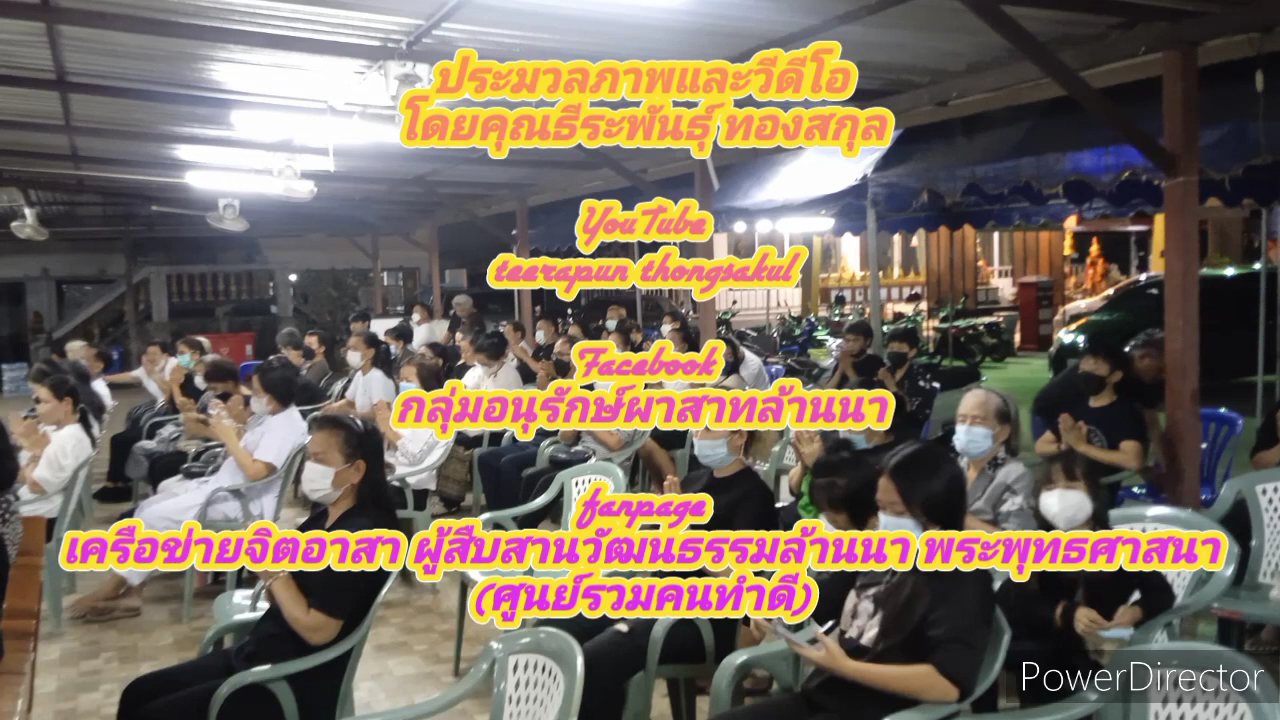 ประมวลภาพและวีดีโอ
โดยคุณธีระพันธุ์ ทองสกุล
YouTube
teerapun thongsakul
Facebook
กลุ่มอนุรักษ์ผาสาทล้านนา
fanpage
เครือข่ายจิตอาสา ผู้สืบสานวัฒนธรรมล้านนา พระพุทธศาสนา
(ศูนย์รวมคนทำดี)
PowerDirector